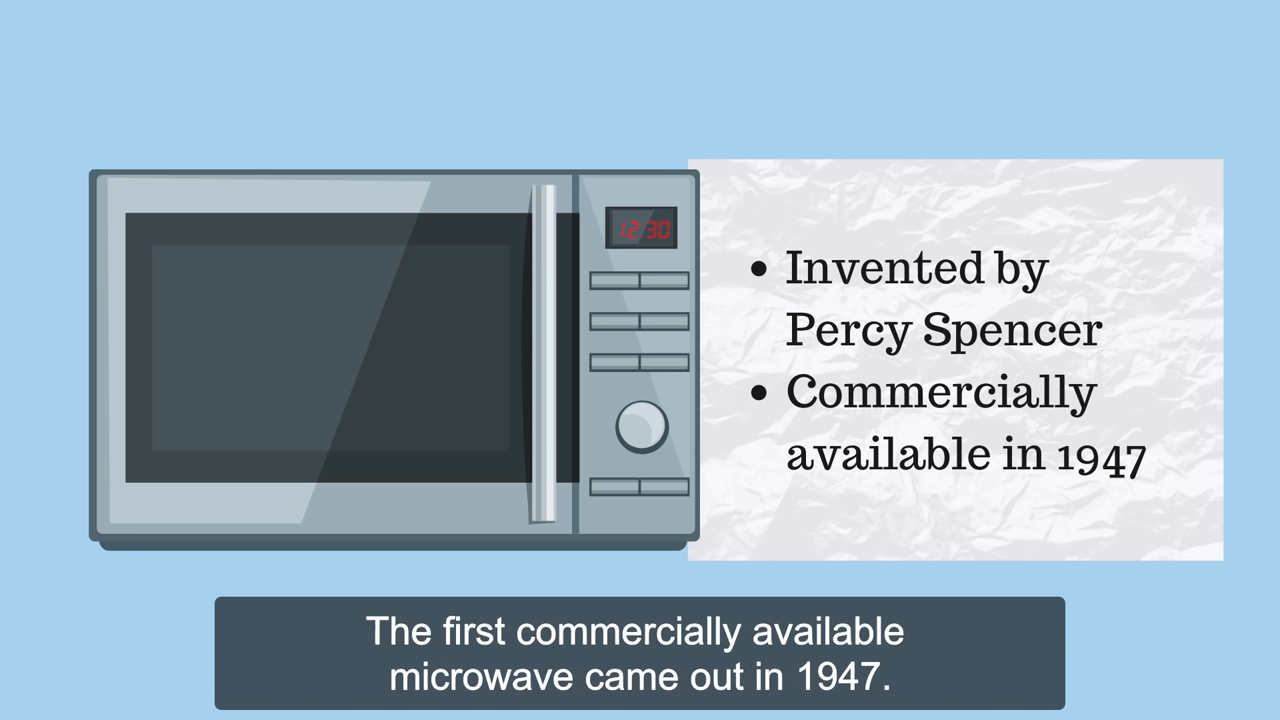 12:30
• Invented by
Percy Spencer
• Commercially
available in 1947
The first commercially available
microwave came out in 1947.